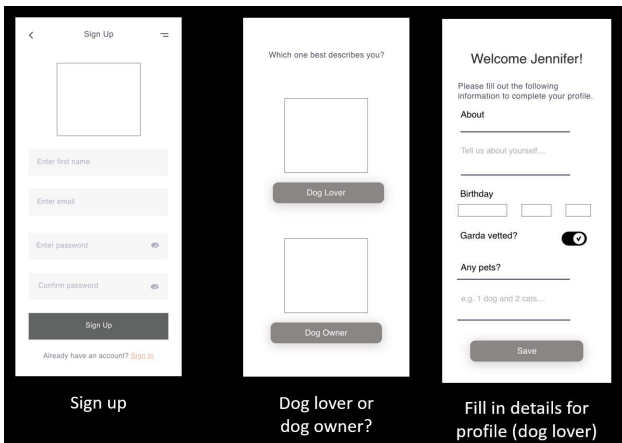 Sign Up
Enter first name
Enter email
Enter password
Confirm password
Sign Up
Already have an account? Sign in
Sign up
Which one best describes you?
Dog Lover
Dog Owner
Dog lover or
dog owner?
Welcome Jennifer!
Please fill out the following
information to complete your profile.
About
Tell us about yourself...
Birthday
Garda vetted?
Any pets?
e.g. 1 dog and 2 cats...
Save
Fill in details for
profile (dog lover)